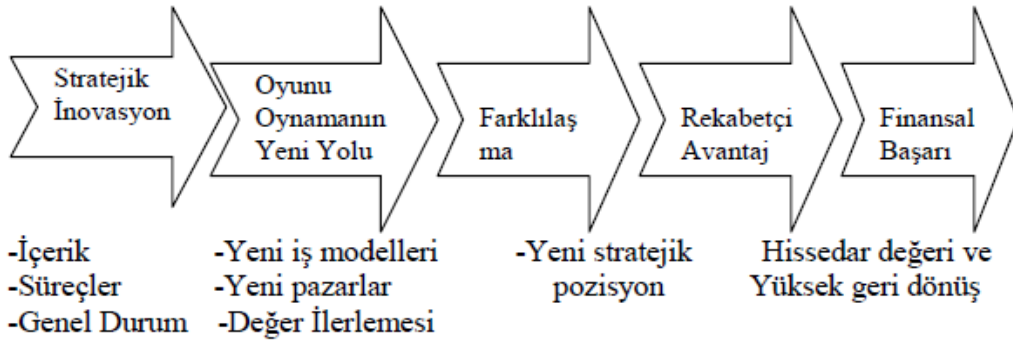 Stratejik
İnovasyon
Oyunu
Oynamanın
Yeni Yolu
Farklılaş
ma
Rekabetçi
Avantaj
Finansal
Başarı
-İçerik
-Süreçler
-Genel Durum
-Yeni iş modelleri
-Yeni pazarlar
-Değer İlerlemesi
-Yeni stratejik
pozisyon
Hissedar değeri ve
Yüksek geri dönüş